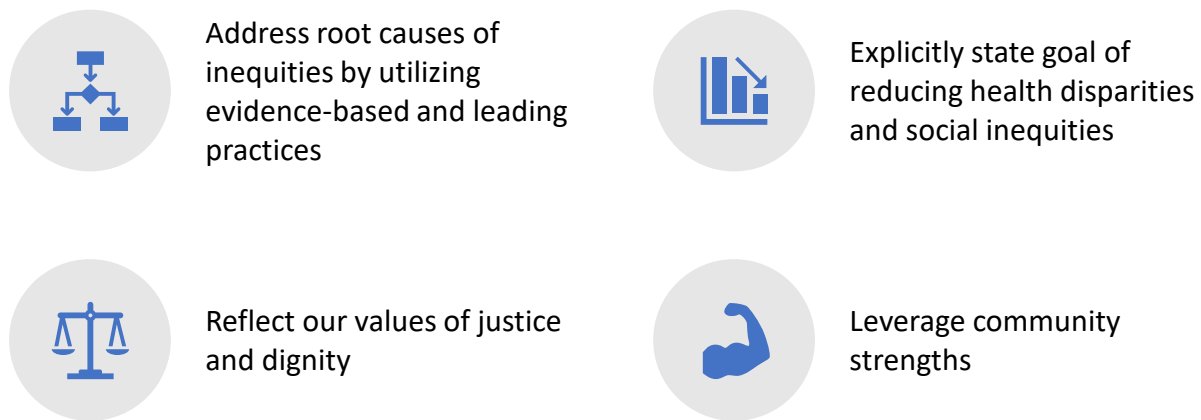 Address root causes of
inequities by utilizing
evidence-based and leading
practices
Explicitly state goal of
reducing health disparities
and social inequities
Reflect our values of justice
and dignity
Leverage community
strengths